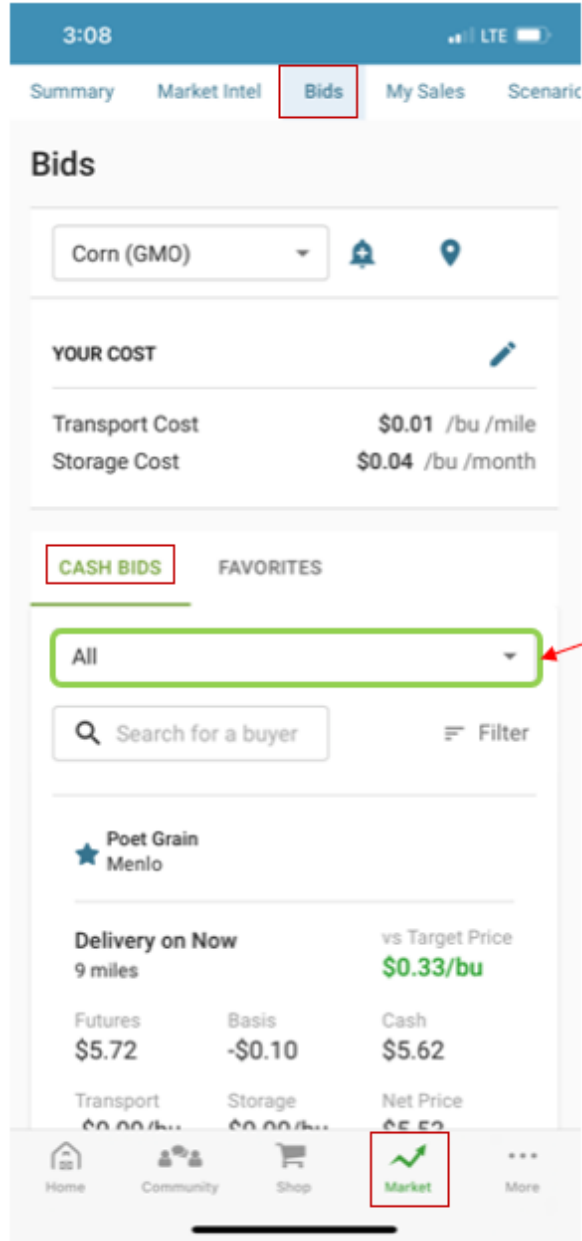 3:08 LTE
Summary Market Intel Bids My Sales Scenaric
Bids
Corn (GMO)
YOUR COST
Transport Cost $0.01 /bu /mile
Storage Cost $0.04 /bu /month
CASH BIDS FAVORITES
All
Search for a buyer Filter
Poet Grain
Menlo
Delivery on Now vs Target Price
9 miles $0.33/bu
Futures Basis Cash
$5.72 -$0.10 $5.62
Transport Storage Net Price
Home Community Shop Market More